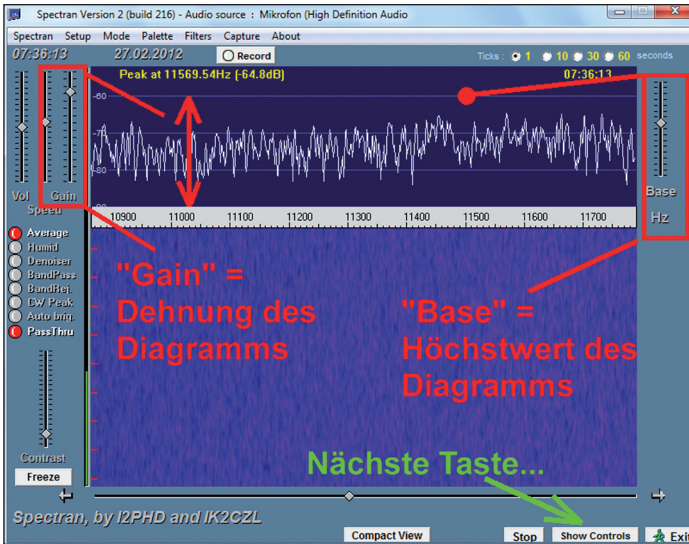 Spectran Version 2 (build 216) - Audio source : Mikrofon (High Definition Audio
Spectran Setup Mode Palette Filters Capture About
07:36:13 27.02.2012 Record Ticks : 1 10 30 60 seconds
Peak at 11569.54Hz (-64.8dB) 07:36:13
-60
-70
-80
-90
Vol Gain
Speed
Base
Hz
10900 11000 11100 11200 11300 11400 11500 11600 11700
Average
Humid
Denoiser
BandPass
BandRej.
CW Peak
Auto brig.
PassThru
"Gain" =
Dehnung des
Diagramms
"Base" =
Höchstwert des
Diagramms
Contrast
Freeze
Nächste Taste...
Spectran, by I2PHD and IK2CZL
Compact View Stop Show Controls Exit